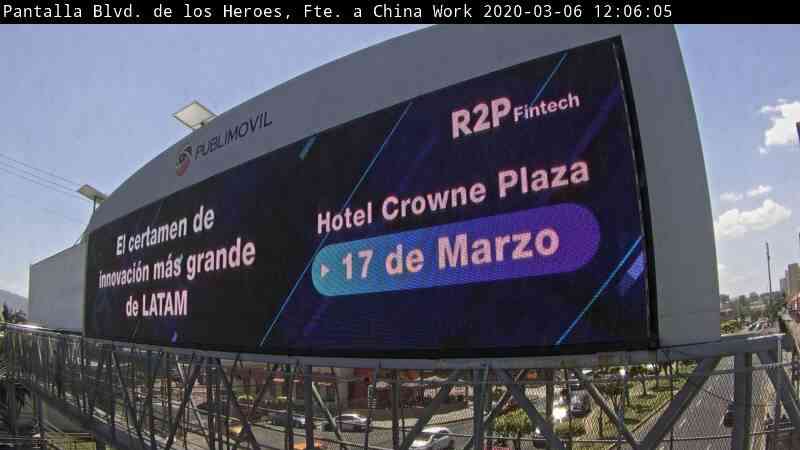 Pantalla Blvd. de los Heroes, Fte. a China Work 2020-03-06 12:06:05
PUBLIMOVIL
R2P Fintech
El certamen de
innovación más grande
de LATAM
Hotel Crowne Plaza
17 de Marzo